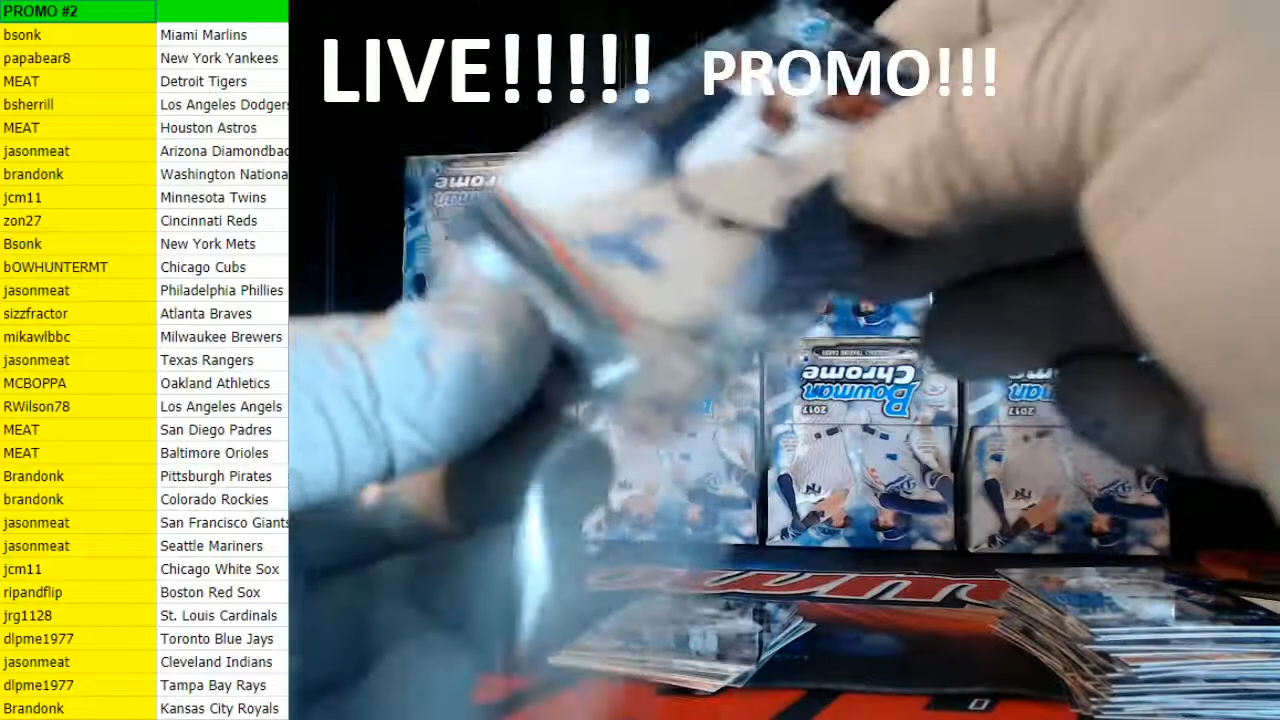 PROMO #2
bsonk Miami Marlins
papabear8 New York Yankees
MEAT Detroit Tigers
bsherrill Los Angeles Dodgers
MEAT Houston Astros
jasonmeat Arizona Diamondbac
brandonk Washington Nationa
jcm11 Minnesota Twins
zon27 Cincinnati Reds
Bsonk New York Mets
bOWHUNTERMT Chicago Cubs
jasonmeat Philadelphia Phillies
sizzfractor Atlanta Braves
mikawlbbc Milwaukee Brewers
jasonmeat Texas Rangers
MCBOPPA Oakland Athletics
RWilson78 Los Angeles Angels
MEAT San Diego Padres
MEAT Baltimore Orioles
Brandonk Pittsburgh Pirates
brandonk Colorado Rockies
jasonmeat San Francisco Giants
jasonmeat Seattle Mariners
jcm11 Chicago White Sox
ripandflip Boston Red Sox
jrg1128 St. Louis Cardinals
dlpme1977 Toronto Blue Jays
jasonmeat Cleveland Indians
dlpme1977 Tampa Bay Rays
Brandonk Kansas City Royals
LIVE!!!!! PROMO!!!
Chrome
Bowman
2017
2017